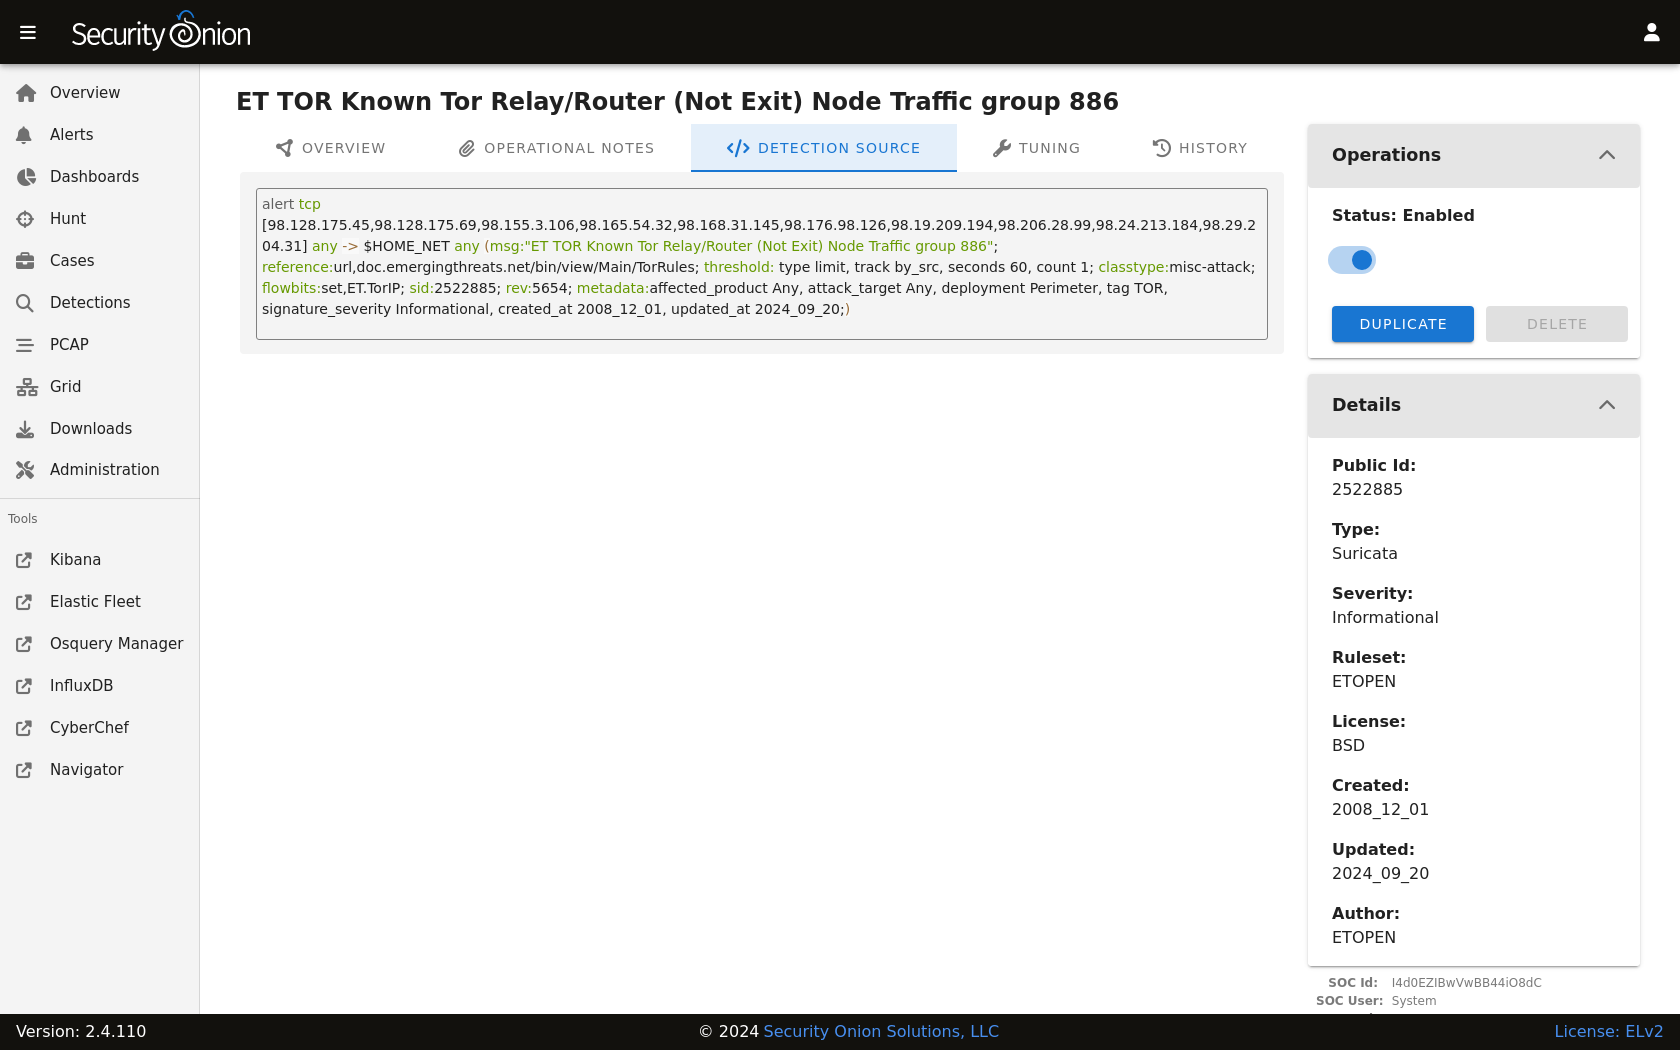 Security Onion
Overview
Alerts
Dashboards
Hunt
Cases
Detections
PCAP
Grid
Downloads
Administration
Tools
Kibana
Elastic Fleet
Osquery Manager
InfluxDB
CyberChef
Navigator
ET TOR Known Tor Relay/Router (Not Exit) Node Traffic group 886
OVERVIEW
OPERATIONAL NOTES
DETECTION SOURCE
TUNING
HISTORY
alert tcp
[98.128.175.45,98.128.175.69,98.155.3.106,98.165.54.32,98.168.31.145,98.176.98.126,98.19.209.194,98.206.28.99,98.24.213.184,98.29.2
04.31] any -> $HOME_NET any (msg:"ET TOR Known Tor Relay/Router (Not Exit) Node Traffic group 886";
reference:url,doc.emergingthreats.net/bin/view/Main/TorRules; threshold: type limit, track by_src, seconds 60, count 1; classtype:misc-attack;
flowbits:set,ET.TorIP; sid:2522885; rev:5654; metadata:affected_product Any, attack_target Any, deployment Perimeter, tag TOR,
signature_severity Informational, created_at 2008_12_01, updated_at 2024_09_20;)
Operations
Status: Enabled
DUPLICATE
DELETE
Details
Public Id:
2522885
Type:
Suricata
Severity:
Informational
Ruleset:
ETOPEN
License:
BSD
Created:
2008_12_01
Updated:
2024_09_20
Author:
ETOPEN
SOC Id: I4d0EZIBwVwBB44iO8dC
SOC User: System
Version: 2.4.110
© 2024 Security Onion Solutions, LLC
License: ELv2